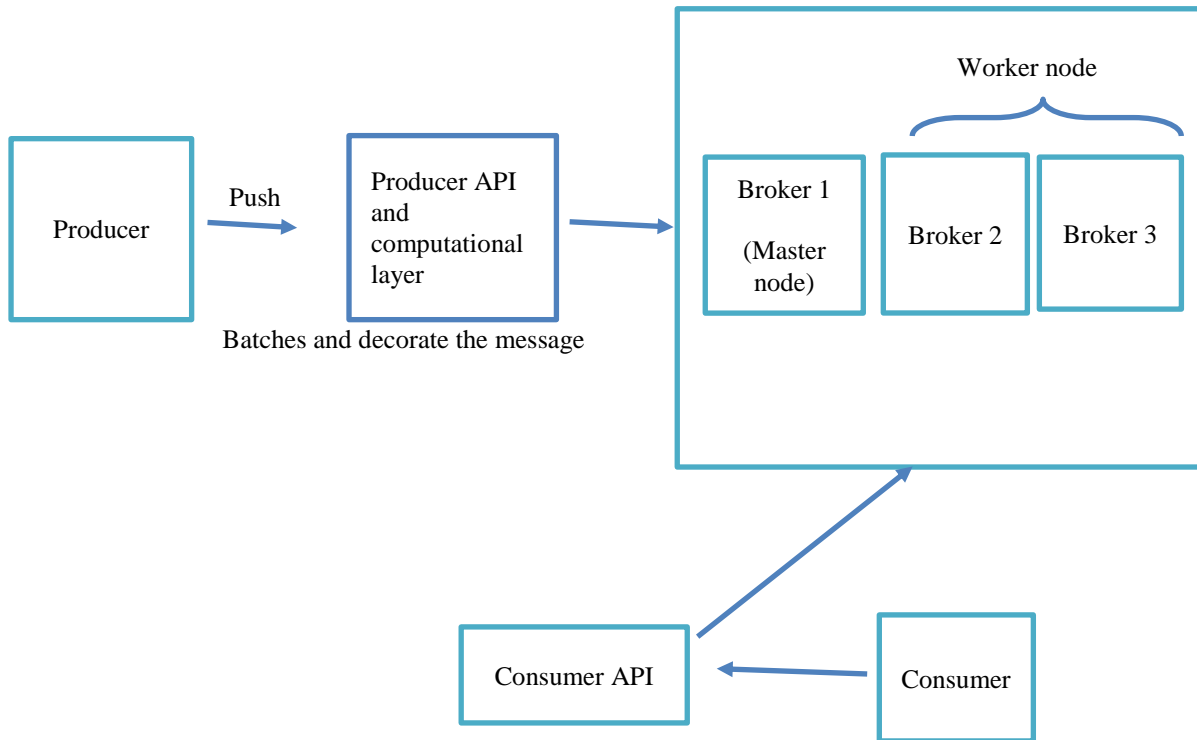 Worker node
Producer
Push
Producer API
and
computational
layer
Batches and decorate the message
Broker 1
(Master
node)
Broker 2
Broker 3
Consumer API
Consumer